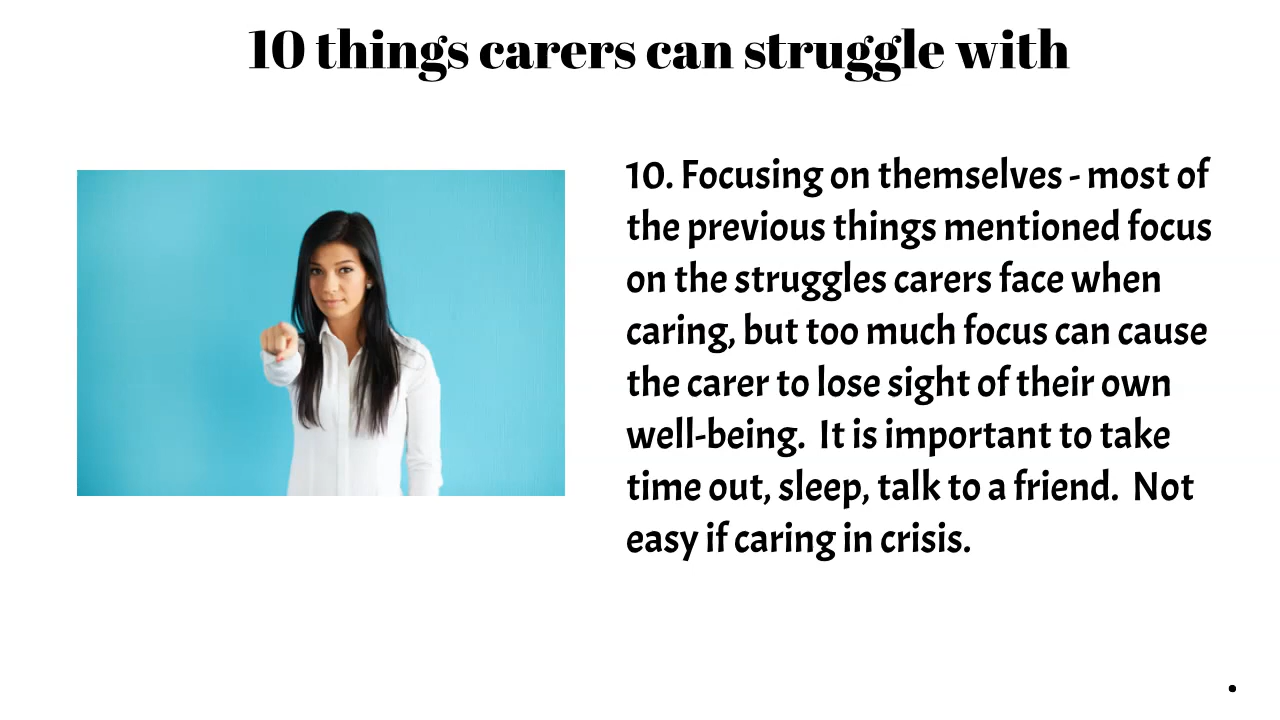 10 things carers can struggle with
10. Focusing on themselves - most of
the previous things mentioned focus
on the struggles carers face when
caring, but too much focus can cause
the carer to lose sight of their own
well-being.  It is important to take
time out, sleep, talk to a friend.  Not
easy if caring in crisis.
.